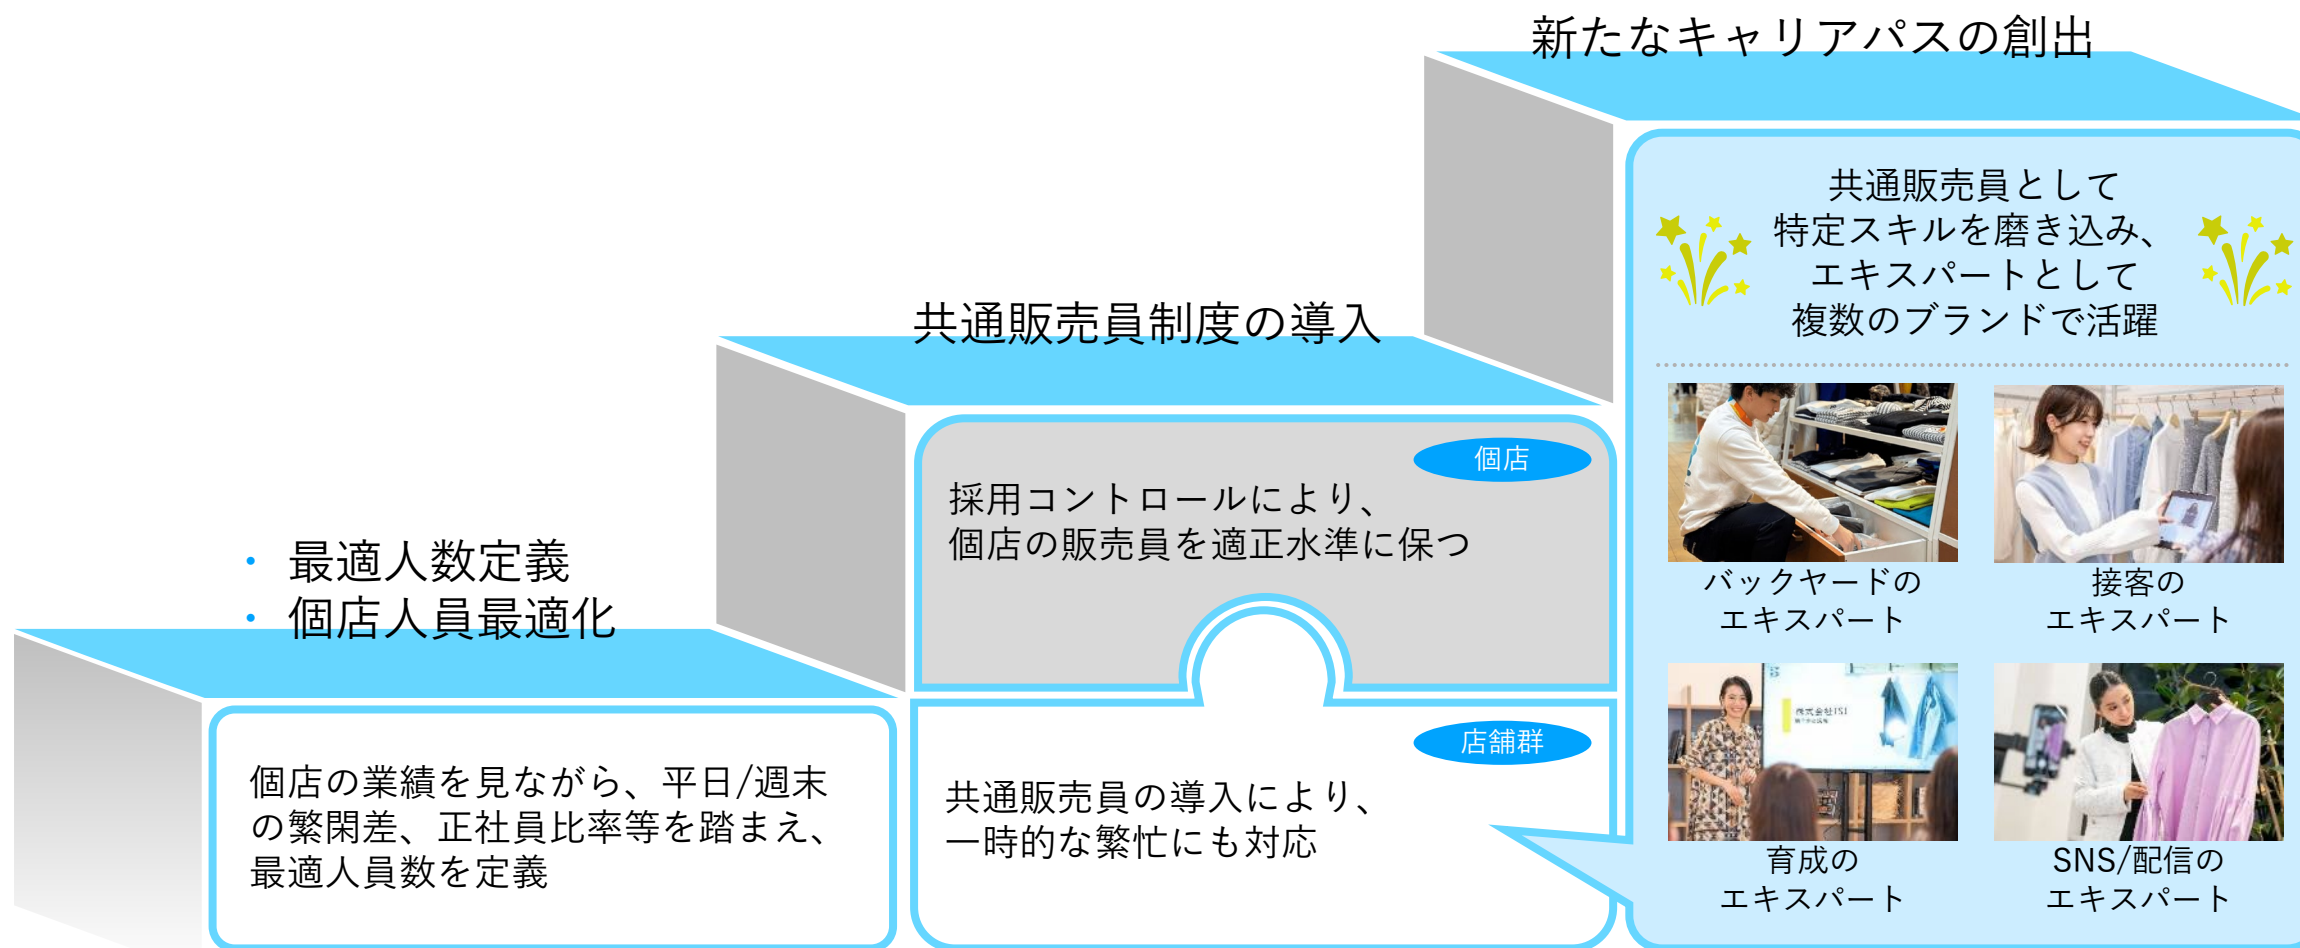 新たなキャリアパスの創出
共通販売員として
特定スキルを磨き込み、
エキスパートとして
複数のブランドで活躍
バックヤードの
エキスパート
接客の
エキスパート
育成の
エキスパート
SNS/配信の
エキスパート
共通販売員制度の導入
個店
採用コントロールにより、
個店の販売員を適正水準に保つ
店舗群
共通販売員の導入により、
一時的な繁忙にも対応
・ 最適人数定義
・ 個店人員最適化
個店の業績を見ながら、平日/週末
の繁閑差、正社員比率等を踏まえ、
最適人員数を定義
株式会社TSI